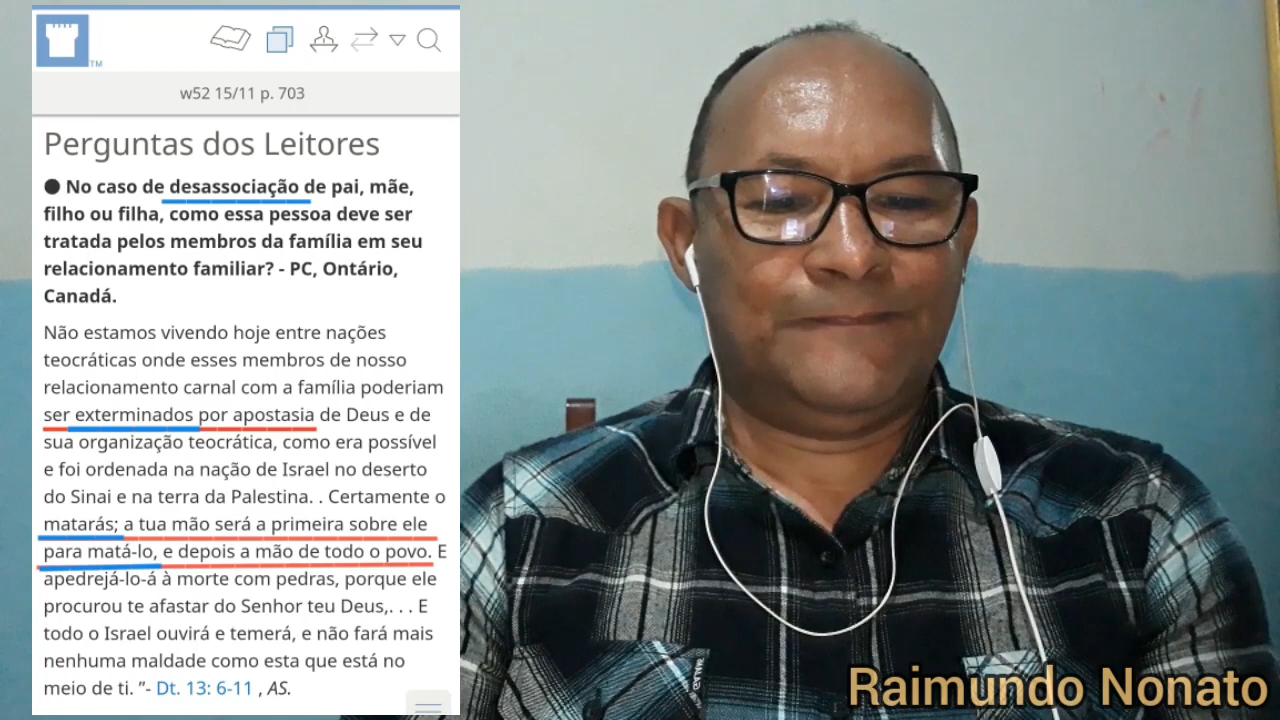 TM
w52 15/11 p. 703
Perguntas dos Leitores
● No caso de desassociação de pai, mãe,
filho ou filha, como essa pessoa deve ser
tratada pelos membros da família em seu
relacionamento familiar? - PC, Ontário,
Canadá.
Não estamos vivendo hoje entre nações
teocráticas onde esses membros de nosso
relacionamento carnal com a família poderiam
ser exterminados por apostasia de Deus e de
sua organização teocrática, como era possível
e foi ordenada na nação de Israel no deserto
do Sinai e na terra da Palestina. . Certamente o
matarás; a tua mão será a primeira sobre ele
para matá-lo, e depois a mão de todo o povo. E
apedrejá-lo-á à morte com pedras, porque ele
procurou te afastar do Senhor teu Deus,. . . E
todo o Israel ouvirá e temerá, e não fará mais
nenhuma maldade como esta que está no
meio de ti. ”- Dt. 13: 6-11 , AS.
Raimundo Nonato